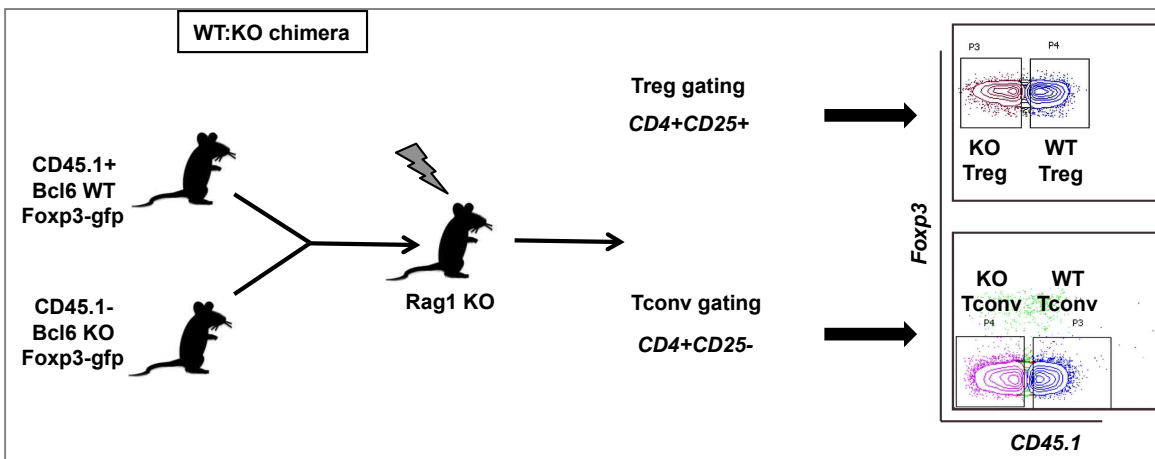 WT:KO chimera
CD45.1+
Bcl6 WT
Foxp3-gfp
CD45.1-
Bcl6 KO
Foxp3-gfp
Rag1 KO
Treg gating
CD4+CD25+
Tconv gating
CD4+CD25-
Foxp3
P3 P4
KO WT
Treg Treg
KO WT
Tconv Tconv
P4 P3
CD45.1